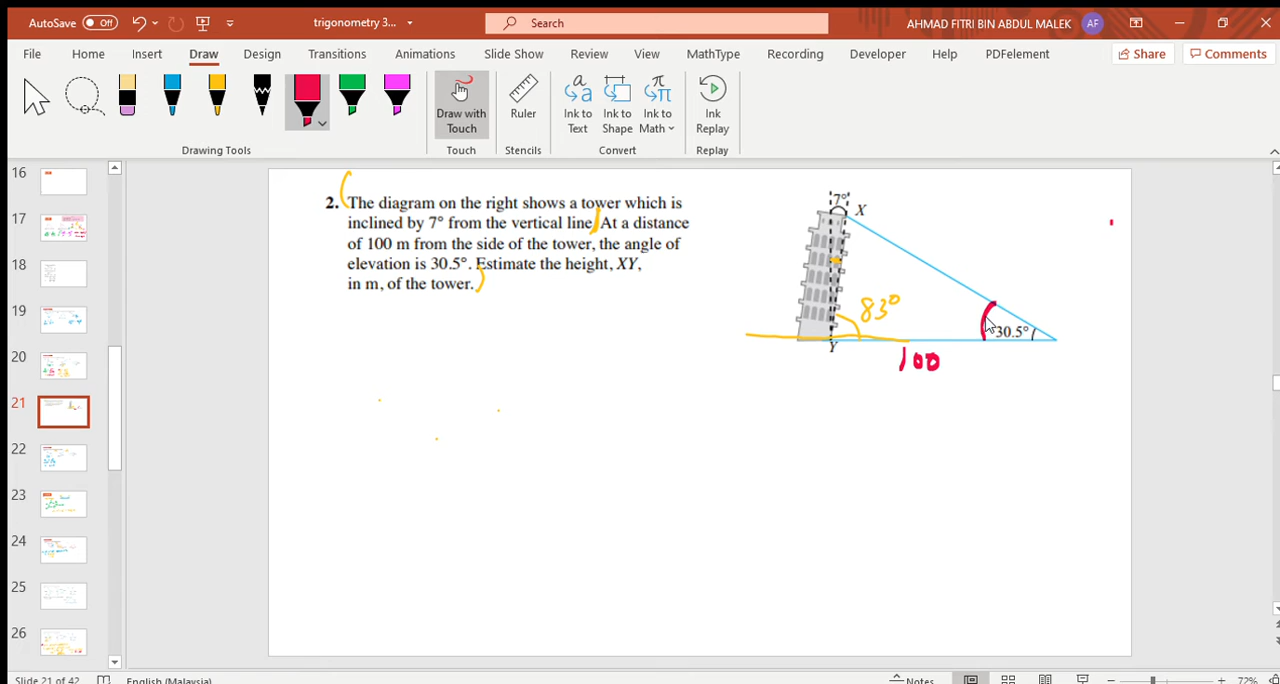 AutoSave Off trigonometry 3... Search AHMAD FITRI BIN ABDUL MALEK AF
File Home Insert Draw Design Transitions Animations Slide Show Review View MathType Recording Developer Help PDFelement Share Comments
Draw with Touch
Ruler
Ink to Text
Ink to Shape
Ink to Math
Ink Replay
Drawing Tools Touch Stencils Convert Replay
16
17
18
19
20
21
22
23
24
25
26
2. The diagram on the right shows a tower which is
inclined by 7° from the vertical line. At a distance
of 100 m from the side of the tower, the angle of
elevation is 30.5°. Estimate the height, XY,
in m, of the tower.
7°
X
83°
30.5°
Y
100
Slide 21 of 42 English (Malaysia) Notes 72%